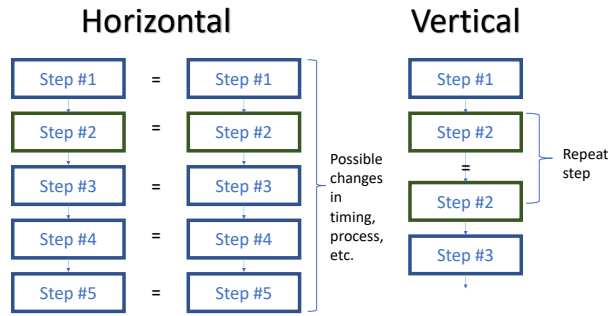 Horizontal
Vertical
Step #1 = Step #1
Step #2 = Step #2
Step #3 = Step #3
Step #4 = Step #4
Step #5 = Step #5
Possible
changes
in
timing,
process,
etc.
Step #1
Step #2
=
Step #2
Step #3
Repeat
step